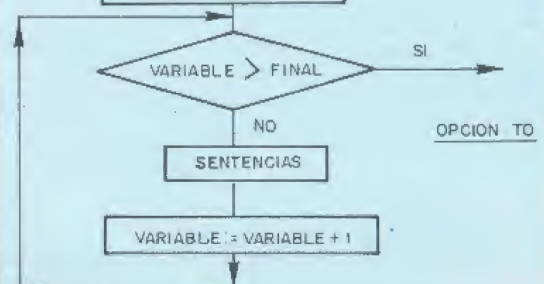 SI
VARIABLE > FINAL
NO
OPCION TO
SENTENCIAS
VARIABLE := VARIABLE + 1